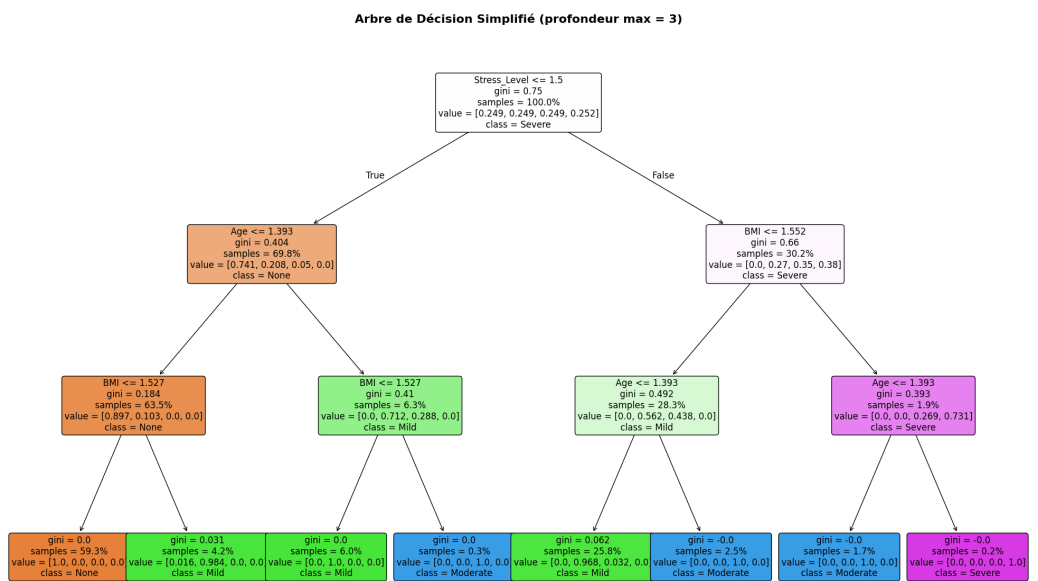 Arbre de Décision Simplifié (profondeur max = 3)
Stress_Level <= 1.5
gini = 0.75
samples = 100.0%
value = [0.249, 0.249, 0.249, 0.252]
class = Severe
True
False
Age <= 1.393
gini = 0.404
samples = 69.8%
value = [0.741, 0.208, 0.05, 0.0]
class = None
BMI <= 1.552
gini = 0.66
samples = 30.2%
value = [0.0, 0.27, 0.35, 0.38]
class = Severe
BMI <= 1.527
gini = 0.184
samples = 63.5%
value = [0.897, 0.103, 0.0, 0.0]
class = None
BMI <= 1.527
gini = 0.41
samples = 6.3%
value = [0.0, 0.712, 0.288, 0.0]
class = Mild
Age <= 1.393
gini = 0.492
samples = 28.3%
value = [0.0, 0.562, 0.438, 0.0]
class = Mild
Age <= 1.393
gini = 0.393
samples = 1.9%
value = [0.0, 0.0, 0.269, 0.731]
class = Severe
gini = 0.0
samples = 59.3%
value = [1.0, 0.0, 0.0, 0.0]
class = None
gini = 0.031
samples = 4.2%
value = [0.016, 0.984, 0.0, 0.0]
class = Mild
gini = 0.0
samples = 6.0%
value = [0.0, 1.0, 0.0, 0.0]
class = Mild
gini = 0.0
samples = 0.3%
value = [0.0, 0.0, 1.0, 0.0]
class = Moderate
gini = 0.062
samples = 25.8%
value = [0.0, 0.968, 0.032, 0.0]
class = Mild
gini = -0.0
samples = 2.5%
value = [0.0, 0.0, 1.0, 0.0]
class = Moderate
gini = -0.0
samples = 1.7%
value = [0.0, 0.0, 1.0, 0.0]
class = Moderate
gini = -0.0
samples = 0.2%
value = [0.0, 0.0, 0.0, 1.0]
class = Severe